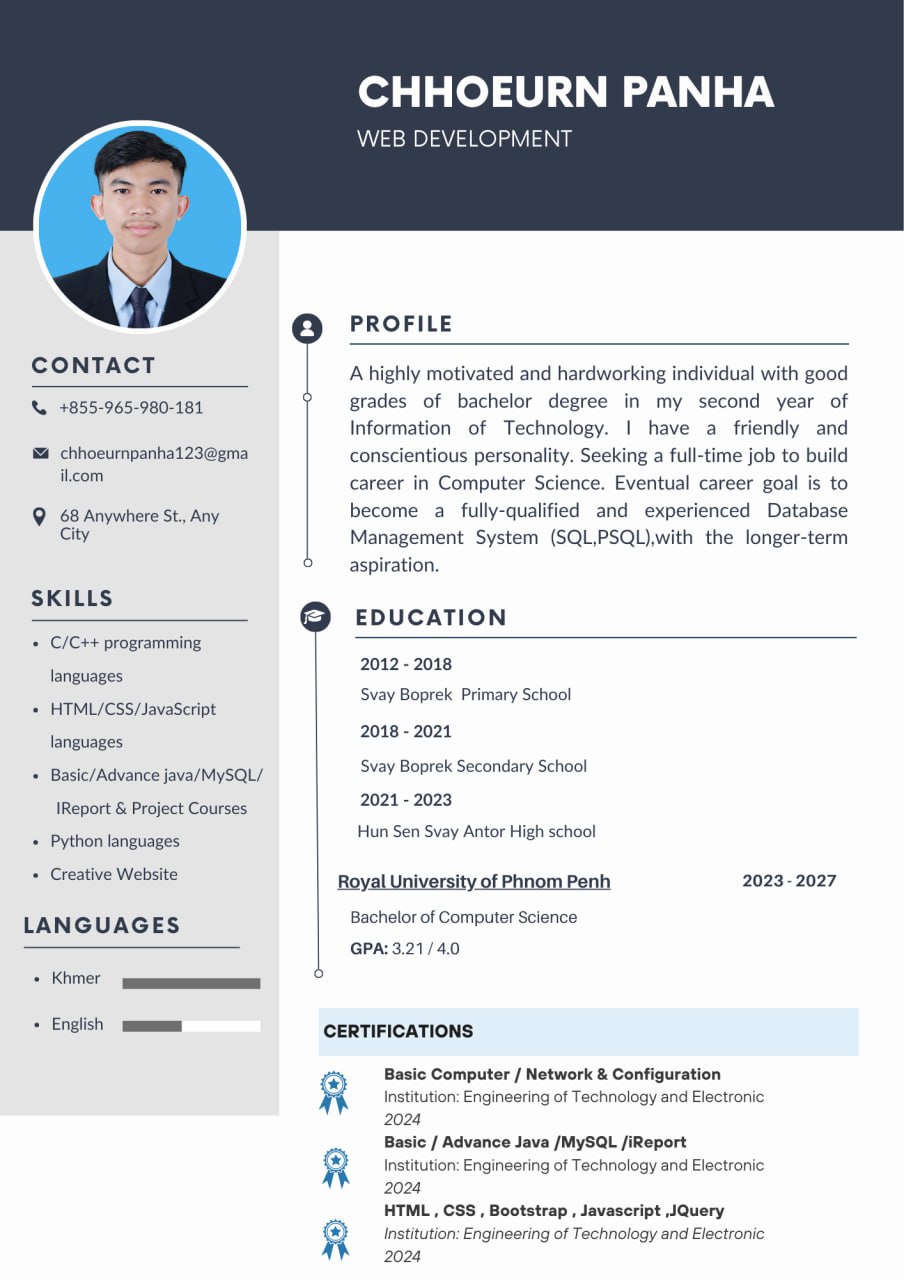 CHHOEURN PANHA
WEB DEVELOPMENT
CONTACT
+855-965-980-181
chhoeurnpanha123@gma
il.com
68 Anywhere St., Any
City
SKILLS
• C/C++ programming
languages
• HTML/CSS/JavaScript
languages
• Basic/Advance java/MySQL/
IReport & Project Courses
• Python languages
• Creative Website
LANGUAGES
• Khmer
• English
PROFILE
A highly motivated and hardworking individual with good
grades of bachelor degree in my second year of
Information of Technology. I have a friendly and
conscientious personality. Seeking a full-time job to build
career in Computer Science. Eventual career goal is to
become a fully-qualified and experienced Database
Management System (SQL,PSQL),with the longer-term
aspiration.
EDUCATION
2012 - 2018
Svay Boprek Primary School
2018 - 2021
Svay Boprek Secondary School
2021 - 2023
Hun Sen Svay Antor High school
Royal University of Phnom Penh 2023 - 2027
Bachelor of Computer Science
GPA: 3.21 / 4.0
CERTIFICATIONS
Basic Computer / Network & Configuration
Institution: Engineering of Technology and Electronic
2024
Basic / Advance Java /MySQL /iReport
Institution: Engineering of Technology and Electronic
2024
HTML , CSS , Bootstrap , Javascript ,JQuery
Institution: Engineering of Technology and Electronic
2024